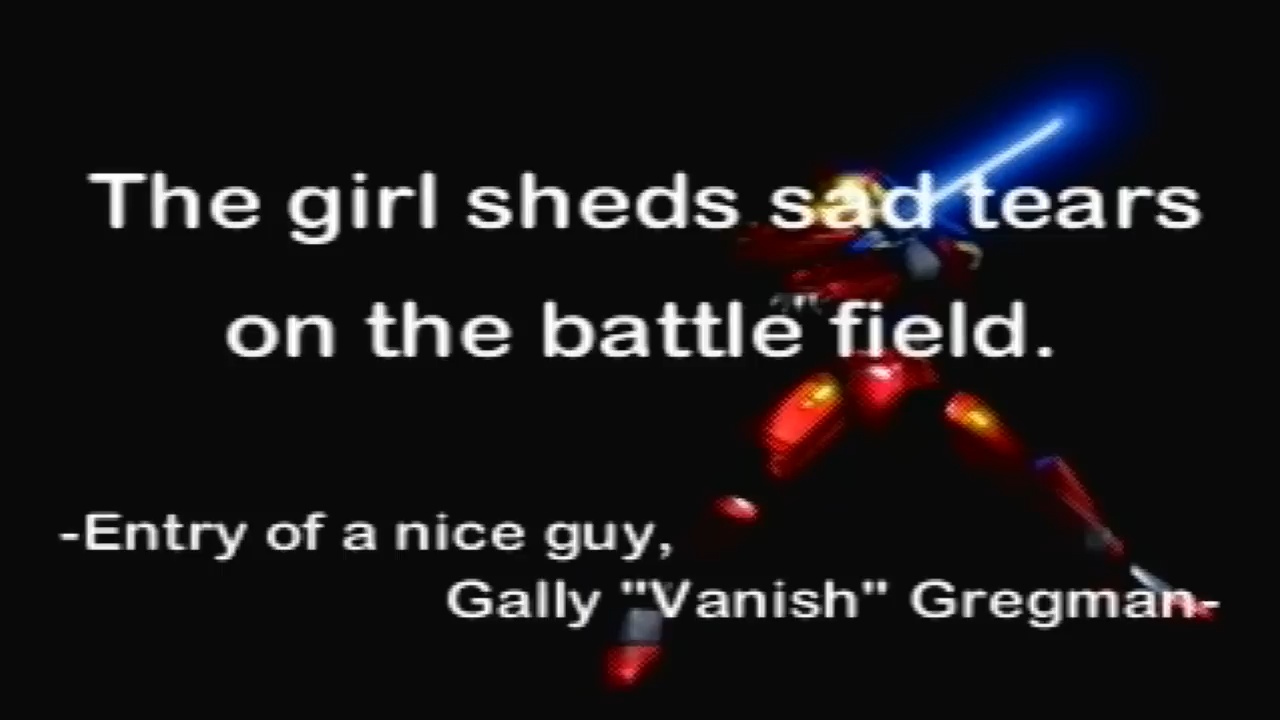 The girl sheds sad tears
on the battle field.
-Entry of a nice guy,
Gally "Vanish" Gregman-